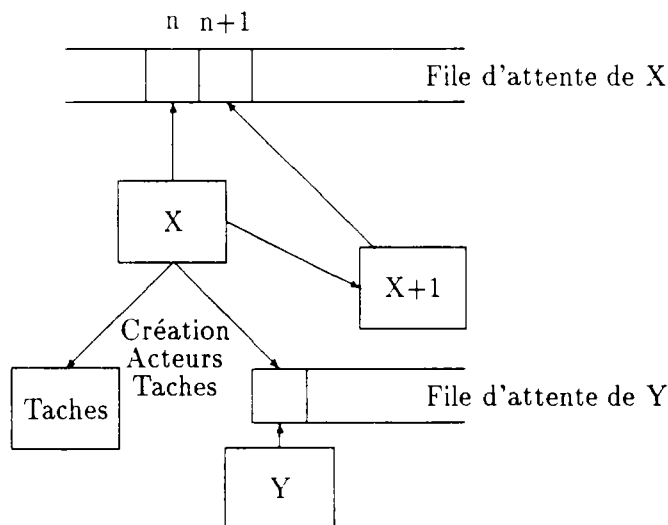 n n+1
File d'attente de X
X
X+1
Création
Acteurs
Taches
Taches
File d'attente de Y
Y